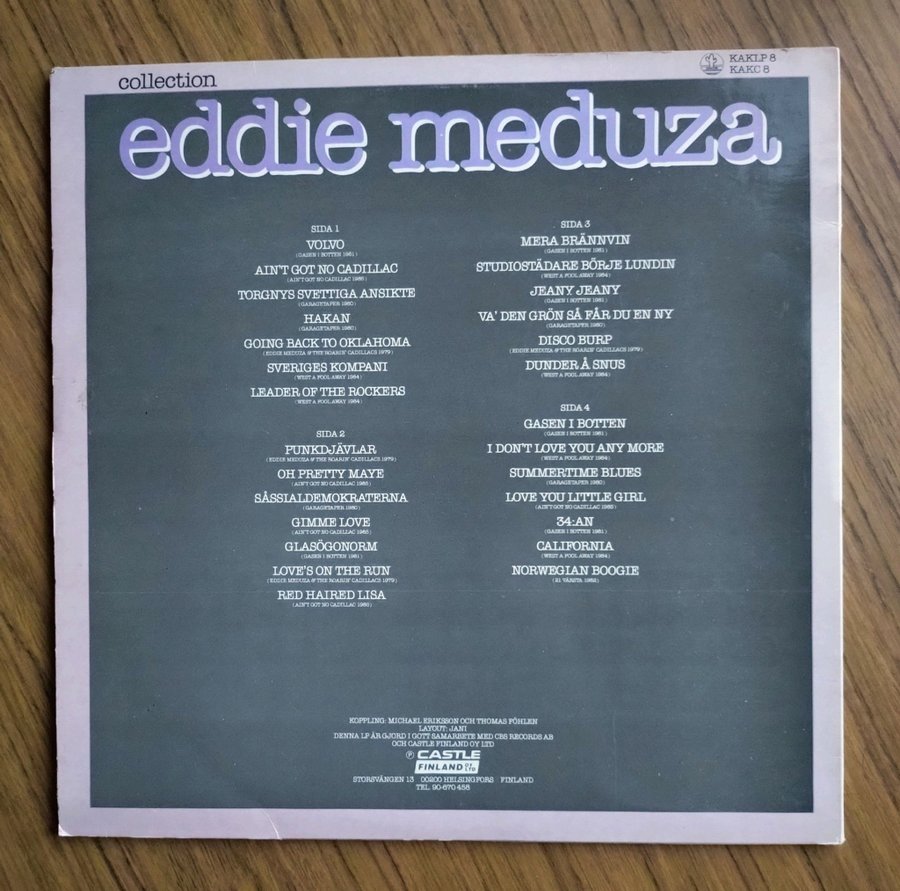 collection
KAKLP 8
KAKC 8
eddie meduza
SIDA 1
VOLVO
(GASEN I BOTTEN 1981)
AIN'T GOT NO CADILLAC
(AIN'T GOT NO CADILLAC 1985)
TORGNYS SVETTIGA ANSIKTE
(GARAGETAPER 1980)
HAKAN
(GARAGETAPER 1980)
GOING BACK TO OKLAHOMA
(EDDIE MEDUZA & THE ROARIN' CADILLACS 1979)
SVERIGES KOMPANI
(WEST A FOOL AWAY 1984)
LEADER OF THE ROCKERS
(WEST A FOOL AWAY 1984)
SIDA 2
PUNKDJÄVLAR
(EDDIE MEDUZA & THE ROARIN' CADILLACS 1979)
OH PRETTY MAYE
(AIN'T GOT NO CADILLAC 1985)
SÅSSIALDEMOKRATERNA
(GARAGETAPER 1980)
GIMME LOVE
(AIN'T GOT NO CADILLAC 1985)
GLASÖGONORM
(GASEN I BOTTEN 1981)
LOVE'S ON THE RUN
(EDDIE MEDUZA & THE ROARIN' CADILLACS 1979)
RED HAIRED LISA
(AIN'T GOT NO CADILLAC 1985)
SIDA 3
MERA BRÄNNVIN
(GASEN I BOTTEN 1981)
STUDIOSTÄDARE BÖRJE LUNDIN
(WEST A FOOL AWAY 1984)
JEANY JEANY
(GASEN I BOTTEN 1981)
VA' DEN GRÖN SÅ FÅR DU EN NY
(GARAGETAPER 1980)
DISCO BURP
(EDDIE MEDUZA & THE ROARIN' CADILLACS 1979)
DUNDER Å SNUS
(WEST A FOOL AWAY 1984)
SIDA 4
GASEN I BOTTEN
(GASEN I BOTTEN 1981)
I DON'T LOVE YOU ANY MORE
(WEST A FOOL AWAY 1984)
SUMMERTIME BLUES
(GARAGETAPER 1980)
LOVE YOU LITTLE GIRL
(AIN'T GOT NO CADILLAC 1985)
34:AN
(GASEN I BOTTEN 1981)
CALIFORNIA
(WEST A FOOL AWAY 1984)
NORWEGIAN BOOGIE
(21 VÄRSTA 1982)
KOPPLING: MICHAEL ERIKSSON OCH THOMAS FÖHLEN
LAYOUT: JANI
DENNA LP ÄR GJORD I GOTT SAMARBETE MED CBS RECORDS AB
OCH CASTLE FINLAND OY LTD
℗ CASTLE
FINLAND OY LTD.
STORSVÄNGEN 13 00200 HELSINGFORS FINLAND
TEL 90-670 458